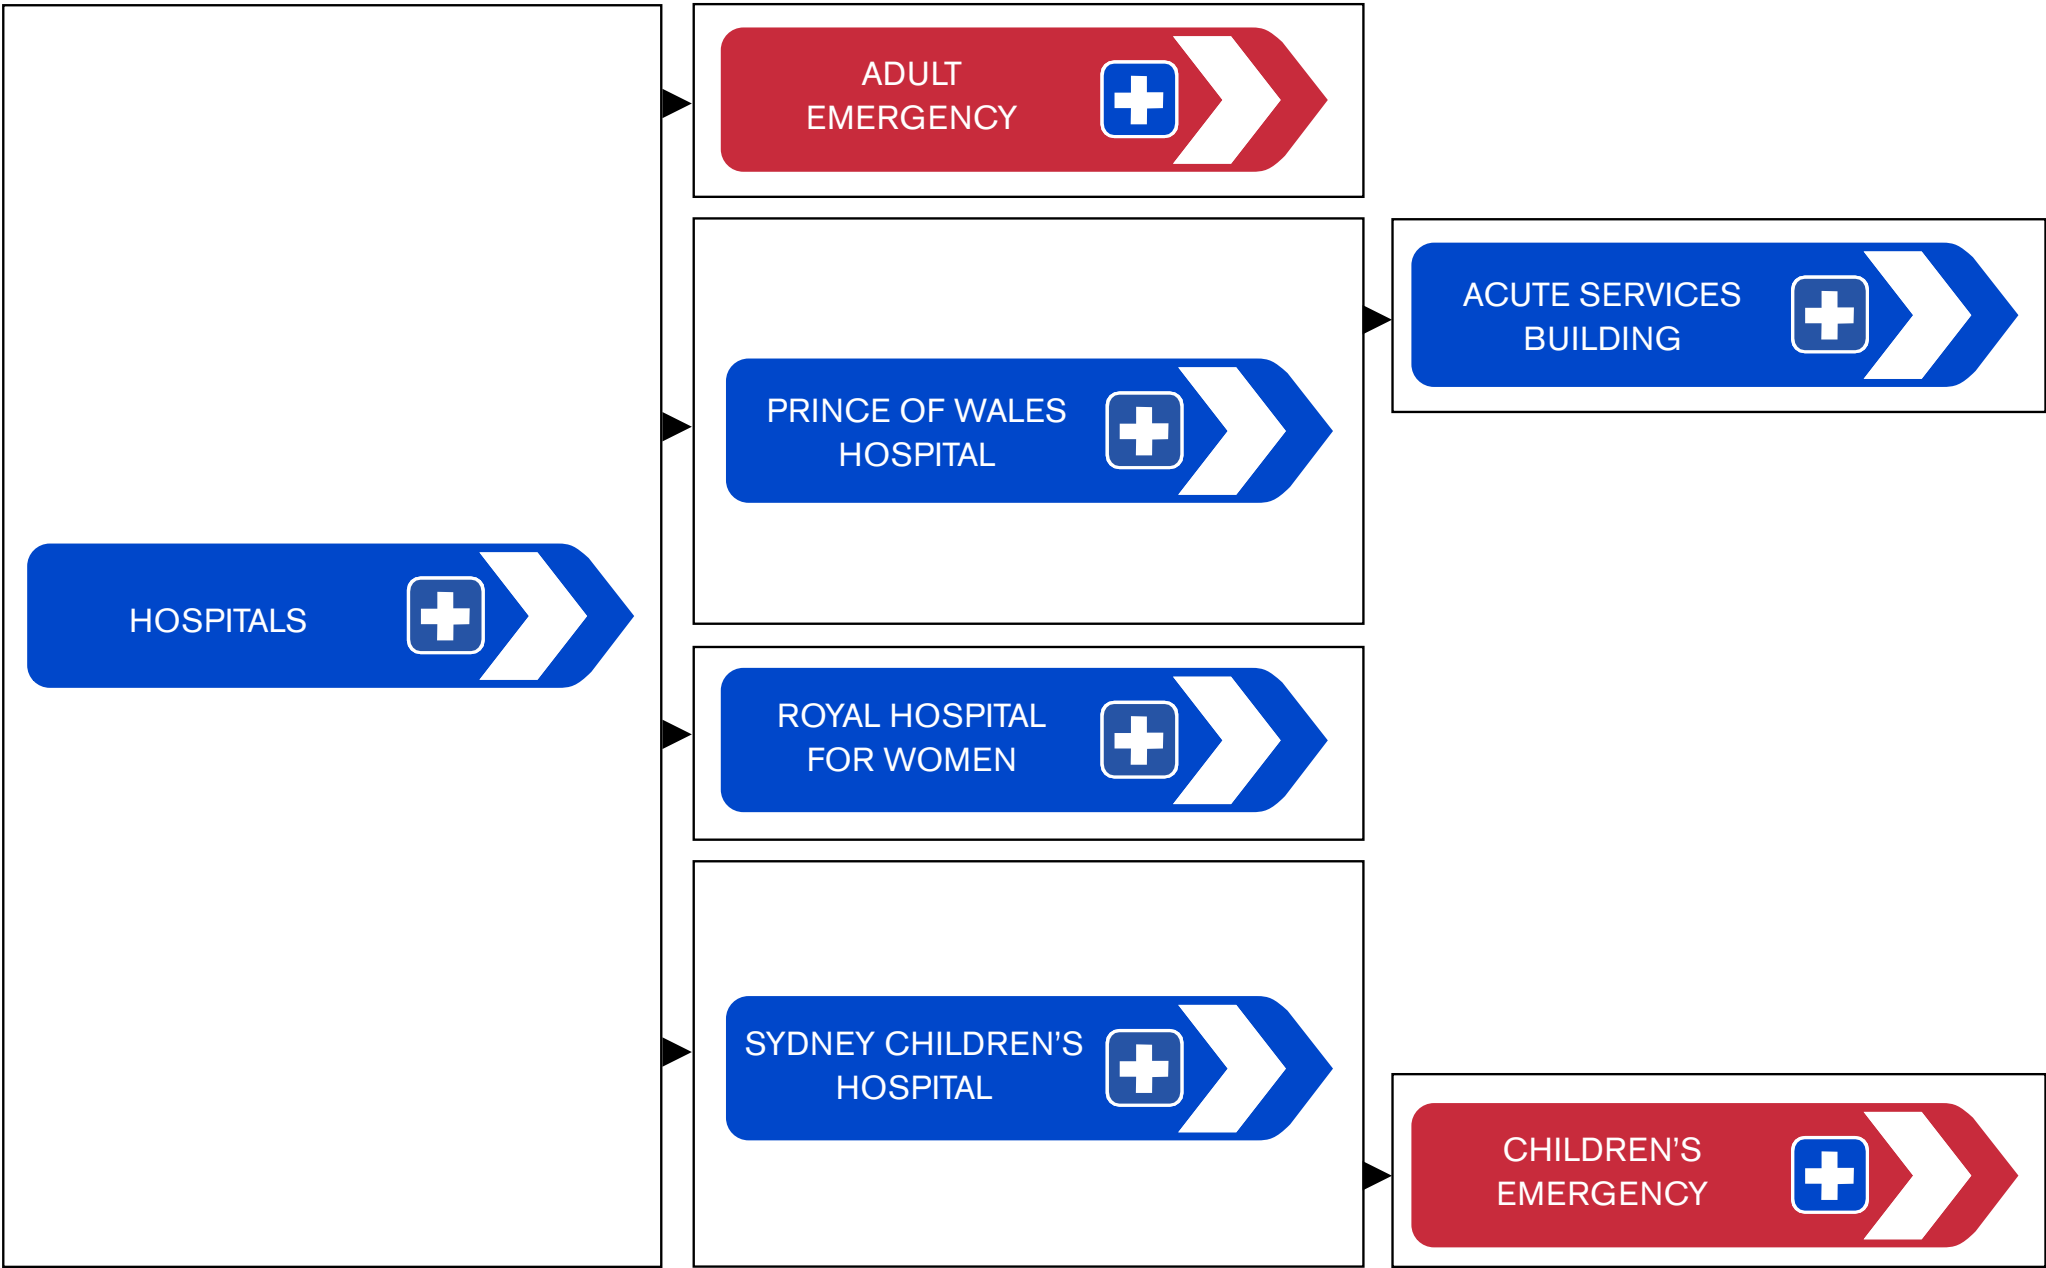 HOSPITALS
ADULT
EMERGENCY
PRINCE OF WALES
HOSPITAL
ROYAL HOSPITAL
FOR WOMEN
SYDNEY CHILDREN’S
HOSPITAL
ACUTE SERVICES
BUILDING
CHILDREN’S
EMERGENCY